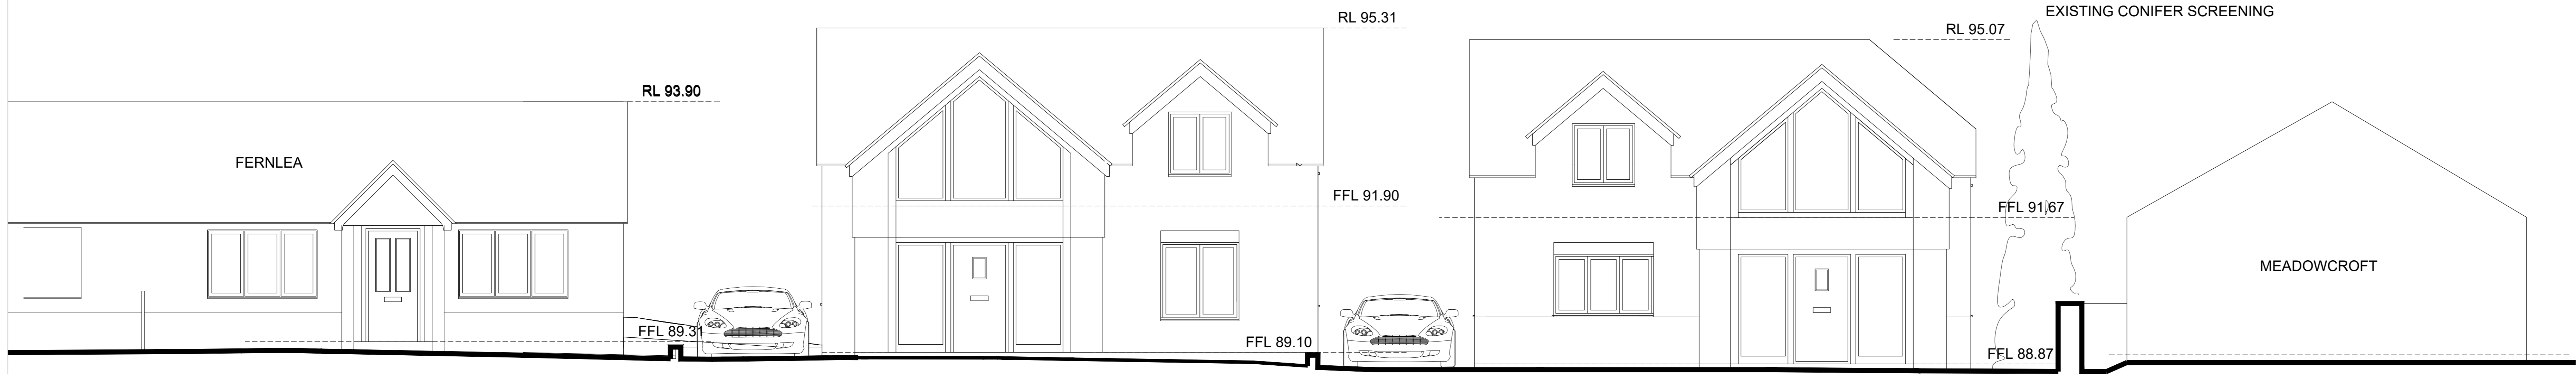 EXISTING CONIFER SCREENING
RL 95.31
RL 95.07
RL 93.90
FERNLEA
FFL 91.90
FFL 91.67
MEADOWCROFT
FFL 89.31
FFL 89.10
FFL 88.87